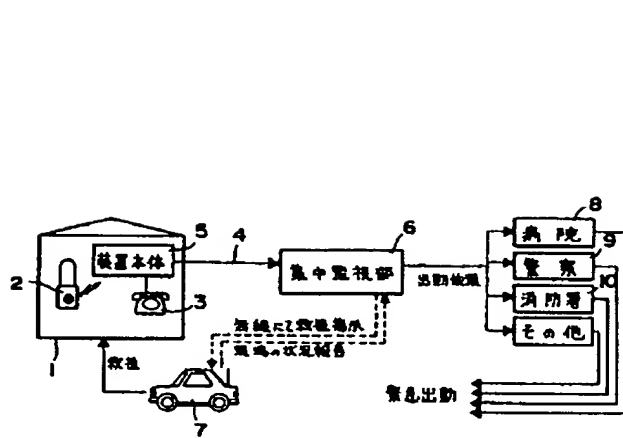 8
病院
5
4
6
9
装置本体
集中監視部
警察
2
出動依頼
10
3
消防署
その他
無線にて救援指示
現場の状況報告
1
救援
緊急出動
7